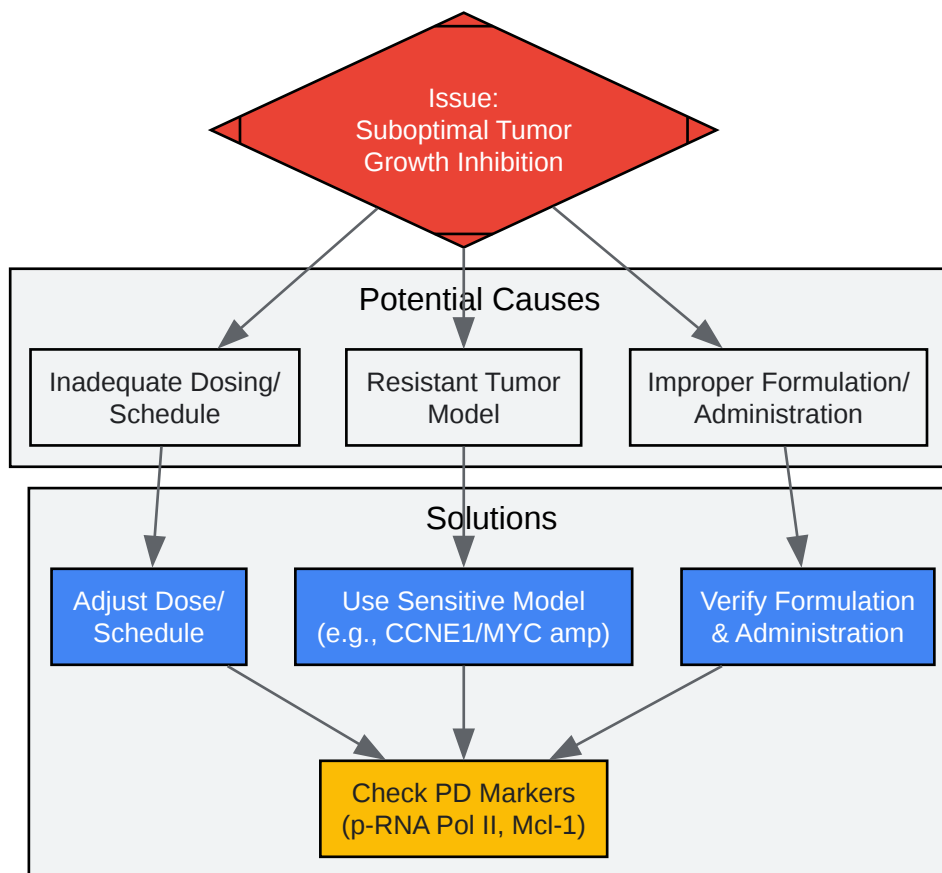 Issue:
Suboptimal Tumor
Growth Inhibition
Potential Causes
Inadequate Dosing/
Schedule
Resistant Tumor
Model
Improper Formulation/
Administration
Solutions
Adjust Dose/
Schedule
Use Sensitive Model
(e.g., CCNE1/MYC amp)
Verify Formulation
& Administration
Check PD Markers
(p-RNA Pol II, Mcl-1)